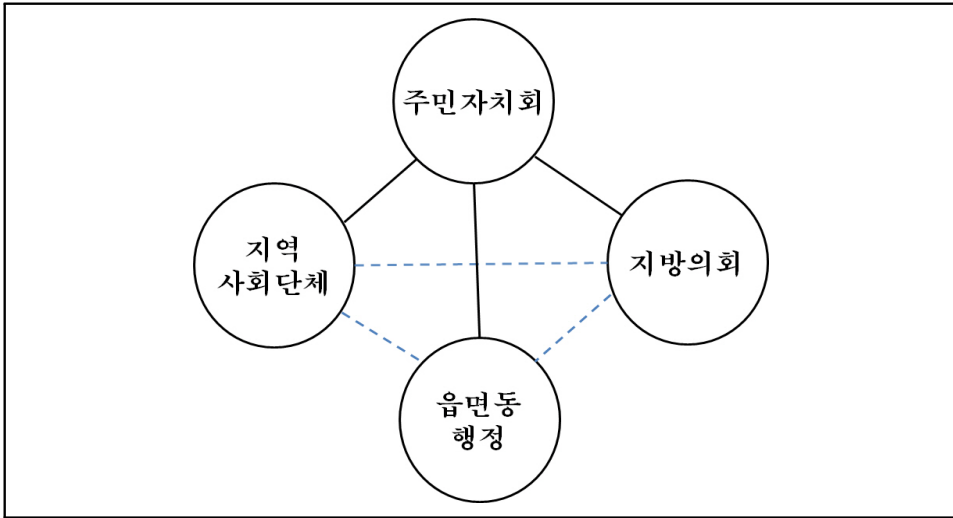 주민자치회
지역
사회단체
지방의회
읍면동
행정